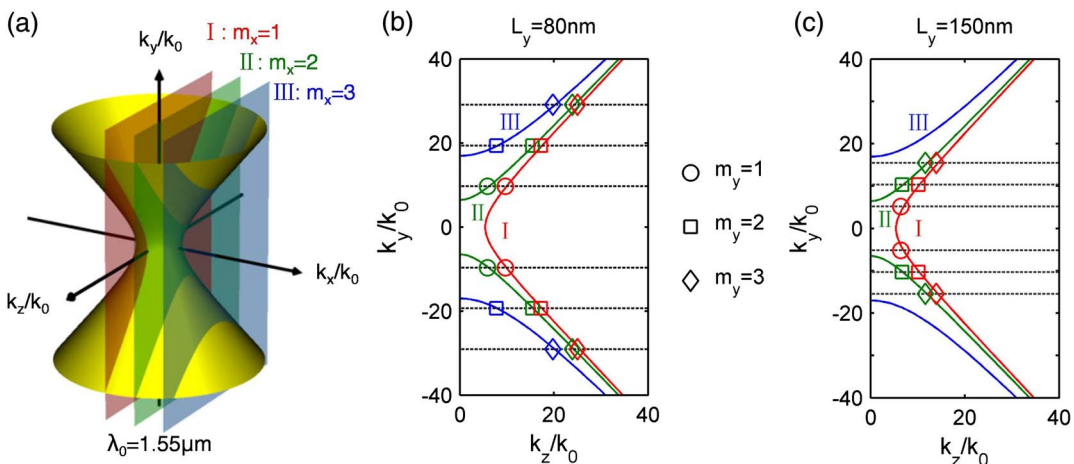 (a)
k_y/k_0
I : m_x=1
II : m_x=2
III : m_x=3
k_x/k_0
k_z/k_0
λ_0=1.55μm
(b)
L_y=80nm
40
20
0
-20
-40
k_y/k_0
III
II
I
0 20 40
k_z/k_0
m_y=1
m_y=2
m_y=3
(c)
L_y=150nm
40
20
0
-20
-40
k_y/k_0
III
II
I
0 20 40
k_z/k_0